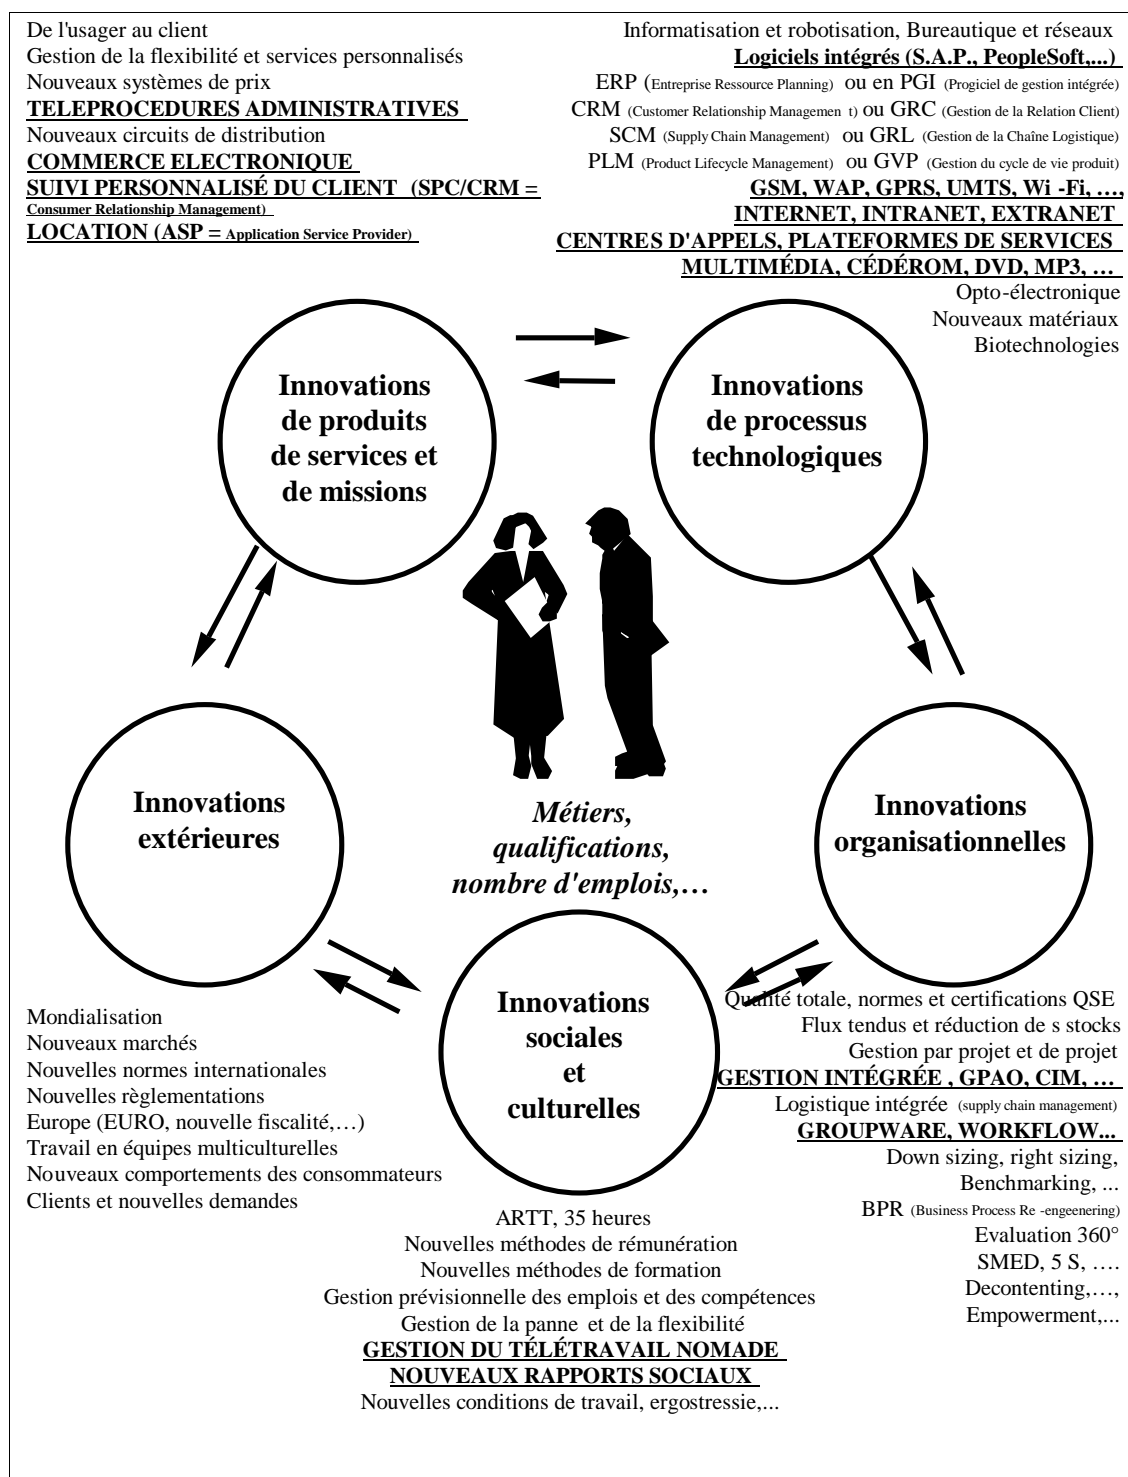 De l'usager au client
Gestion de la flexibilité et services personnalisés
Nouveaux systèmes de prix
TELEPROCEDURES ADMINISTRATIVES
Nouveaux circuits de distribution
COMMERCE ELECTRONIQUE
SUIVI PERSONNALISÉ DU CLIENT (SPC/CRM =
Consumer Relationship Management)
LOCATION (ASP = Application Service Provider)
Informatisation et robotisation, Bureautique et réseaux
Logiciels intégrés (S.A.P., PeopleSoft,...)
ERP (Entreprise Ressource Planning) ou en PGI (Progiciel de gestion intégrée)
CRM (Customer Relationship Managemen t) ou GRC (Gestion de la Relation Client)
SCM (Supply Chain Management) ou GRL (Gestion de la Chaîne Logistique)
PLM (Product Lifecycle Management) ou GVP (Gestion du cycle de vie produit)
GSM, WAP, GPRS, UMTS, Wi -Fi, …,
INTERNET, INTRANET, EXTRANET
CENTRES D'APPELS, PLATEFORMES DE SERVICES
MULTIMÉDIA, CÉDÉROM, DVD, MP3, …
Opto-électronique
Nouveaux matériaux
Biotechnologies
Innovations
de produits
de services et
de missions
Innovations
de processus
technologiques
Innovations
extérieures
Métiers,
qualifications,
nombre d'emplois,…
Innovations
organisationnelles
Innovations
sociales
et
culturelles
Mondialisation
Nouveaux marchés
Nouvelles normes internationales
Nouvelles règlementations
Europe (EURO, nouvelle fiscalité,…)
Travail en équipes multiculturelles
Nouveaux comportements des consommateurs
Clients et nouvelles demandes
Qualité totale, normes et certifications QSE
Flux tendus et réduction de s stocks
Gestion par projet et de projet
GESTION INTÉGRÉE , GPAO, CIM, …
Logistique intégrée (supply chain management)
GROUPWARE, WORKFLOW...
Down sizing, right sizing,
Benchmarking, ...
BPR (Business Process Re -engeenering)
Evaluation 360°
SMED, 5 S, ….
Decontenting,…,
Empowerment,...
ARTT, 35 heures
Nouvelles méthodes de rémunération
Nouvelles méthodes de formation
Gestion prévisionnelle des emplois et des compétences
Gestion de la panne et de la flexibilité
GESTION DU TÉLÉTRAVAIL NOMADE
NOUVEAUX RAPPORTS SOCIAUX
Nouvelles conditions de travail, ergostressie,...